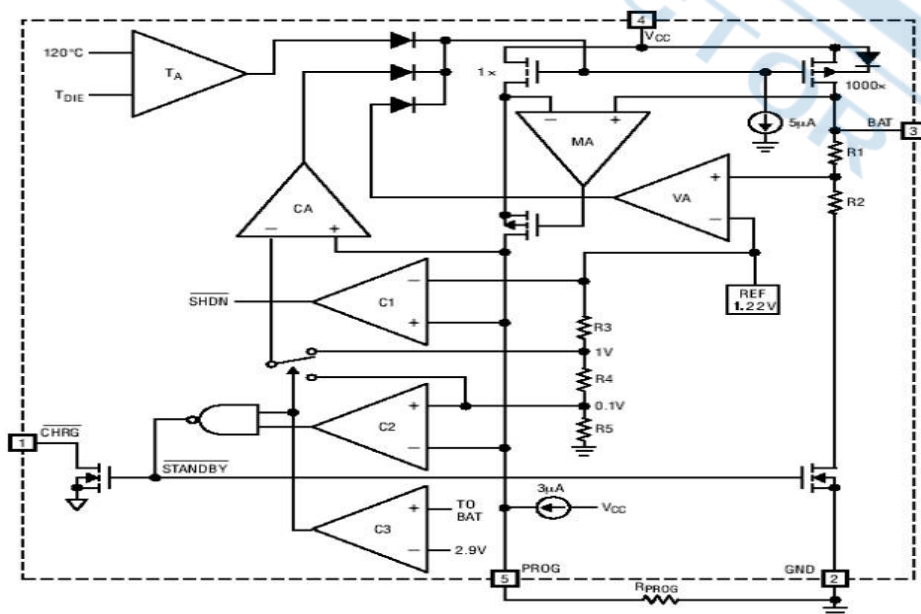 4
VCC
120°C
TA
TDIE
1×
1000×
5µA
BAT
3
MA
R1
R2
VA
CA
REF
1.22V
SHDN
C1
R3
1V
R4
0.1V
R5
C2
CHRG
1
STANDBY
3µA
VCC
C3
TO
BAT
2.9V
5
PROG
RPROG
GND
2
CTOR